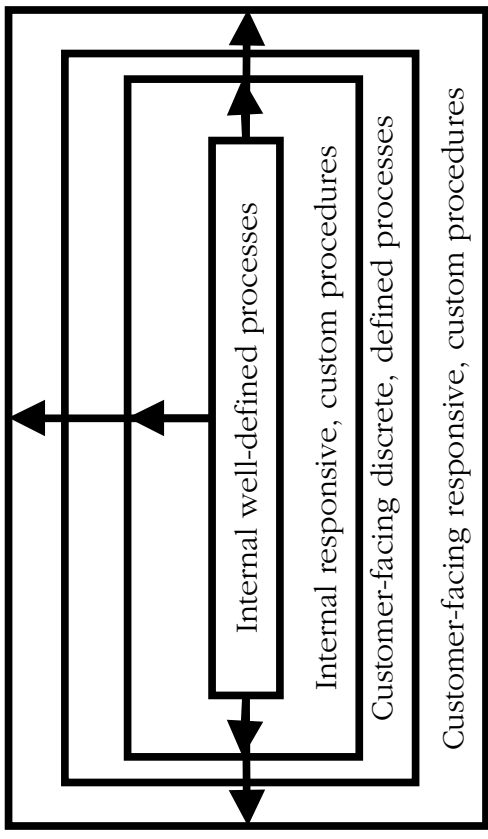 Internal well-defined processes
Internal responsive, custom procedures
Customer-facing discrete, defined processes
Customer-facing responsive, custom procedures